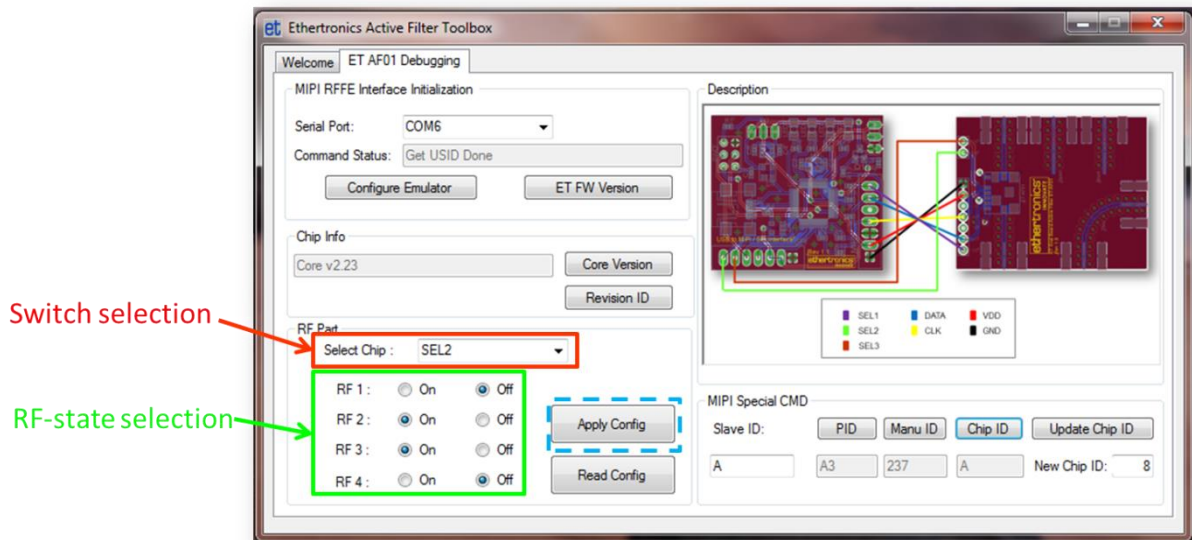 et Ethertronics Active Filter Toolbox
Welcome ET AF01 Debugging
MIPI RFFE Interface Initialization
Serial Port: COM6
Command Status: Get USID Done
Configure Emulator ET FW Version
Chip Info
Core v2.23 Core Version
Revision ID
Switch selection
RF Part
Select Chip : SEL2
RF-state selection
RF 1 : On Off
RF 2 : On Off
RF 3 : On Off
RF 4 : On Off
Apply Config
Read Config
Description
ethertronics
ethertronics
SEL1 DATA VDD
SEL2 CLK GND
SEL3
MIPI Special CMD
Slave ID: PID Manu ID Chip ID Update Chip ID
A A3 237 A New Chip ID: 8